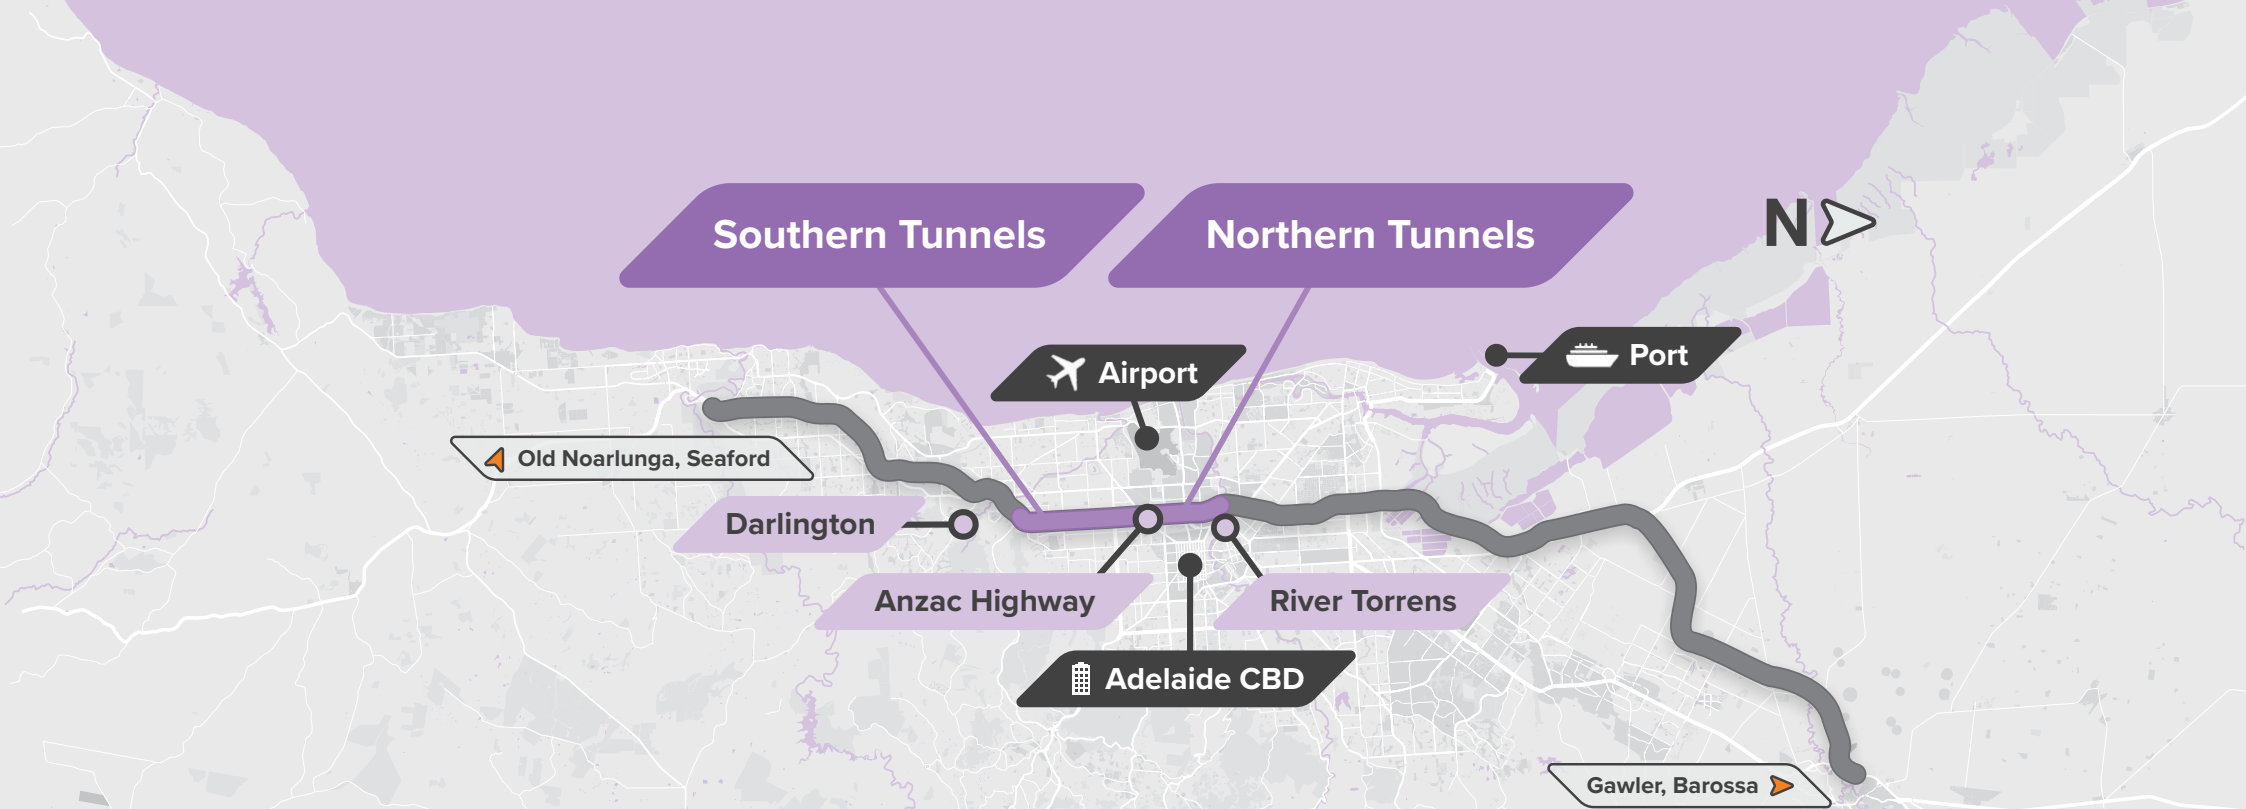 Southern Tunnels
Northern Tunnels
N
Airport
Port
Old Noarlunga, Seaford
Darlington
Anzac Highway
River Torrens
Adelaide CBD
Gawler, Barossa